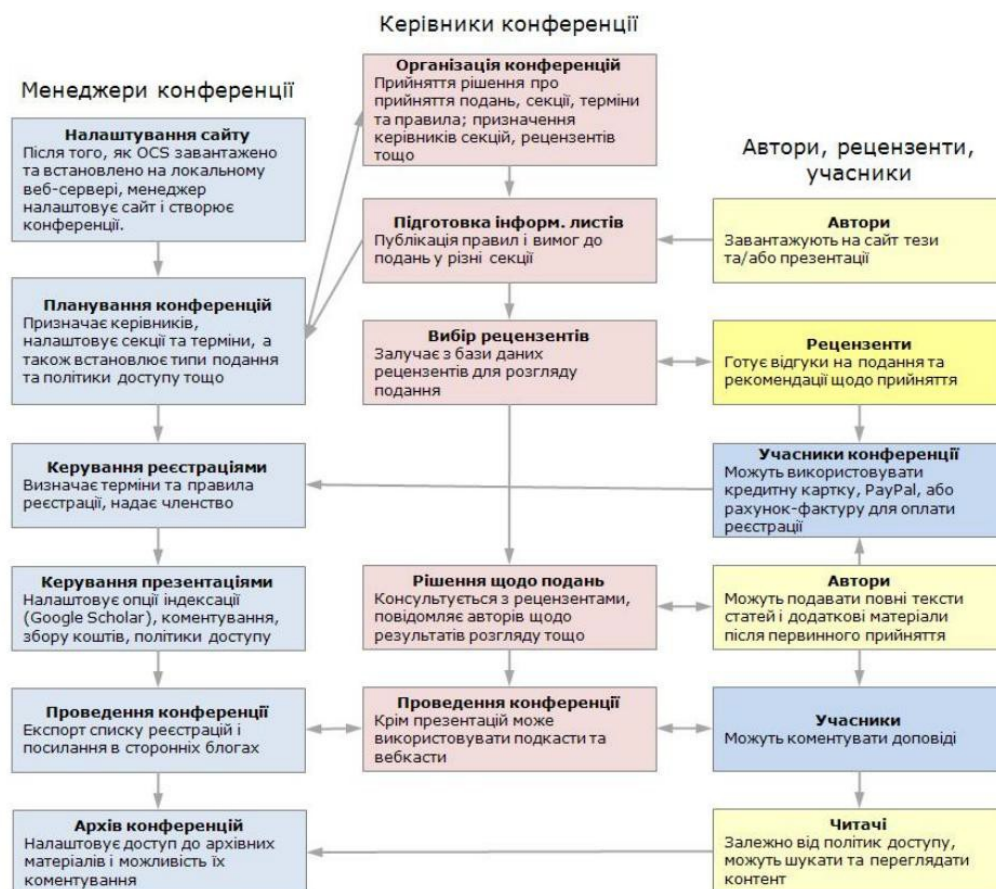 Керівники конференції
Менеджери конференції
Автори, рецензенти,
учасники
Налаштування сайту
Після того, як OCS завантажено
та встановлено на локальному
веб-сервері, менеджер
налаштовує сайт і створює
конференції.
Планування конференцій
Призначає керівників,
налаштовує секції та терміни, а
також встановлює типи подання
та політики доступу тощо
Керування реєстраціями
Визначає терміни та правила
реєстрації, надає членство
Керування презентаціями
Налаштовує опції індексації
(Google Scholar), коментування,
збору коштів, політики доступу
Проведення конференції
Експорт списку реєстрацій і
посилання в сторонніх блогах
Архів конференцій
Налаштовує доступ до архівних
матеріалів і можливість їх
коментування
Організація конференцій
Прийняття рішення про
прийняття подань, секції, терміни
та правила; призначення
керівників секцій, рецензентів
тощо
Підготовка інформ. листів
Публікація правил і вимог до
подань у різні секції
Вибір рецензентів
Залучає з бази даних
рецензентів для розгляду
подання
Рішення щодо подань
Консультується з рецензентами,
повідомляє авторів щодо
результатів розгляду тощо
Проведення конференції
Крім презентацій може
використовувати подкасти та
вебкасти
Автори
Завантажують на сайт тези
та/або презентації
Рецензенти
Готує відгуки на подання та
рекомендації щодо прийняття
Учасники конференції
Можуть використовувати
кредитну картку, PayPal, або
рахунок-фактуру для оплати
реєстрації
Автори
Можуть подавати повні тексти
статей і додаткові матеріали
після первинного прийняття
Учасники
Можуть коментувати доповіді
Читачі
Залежно від політик доступу,
можуть шукати та переглядати
контент